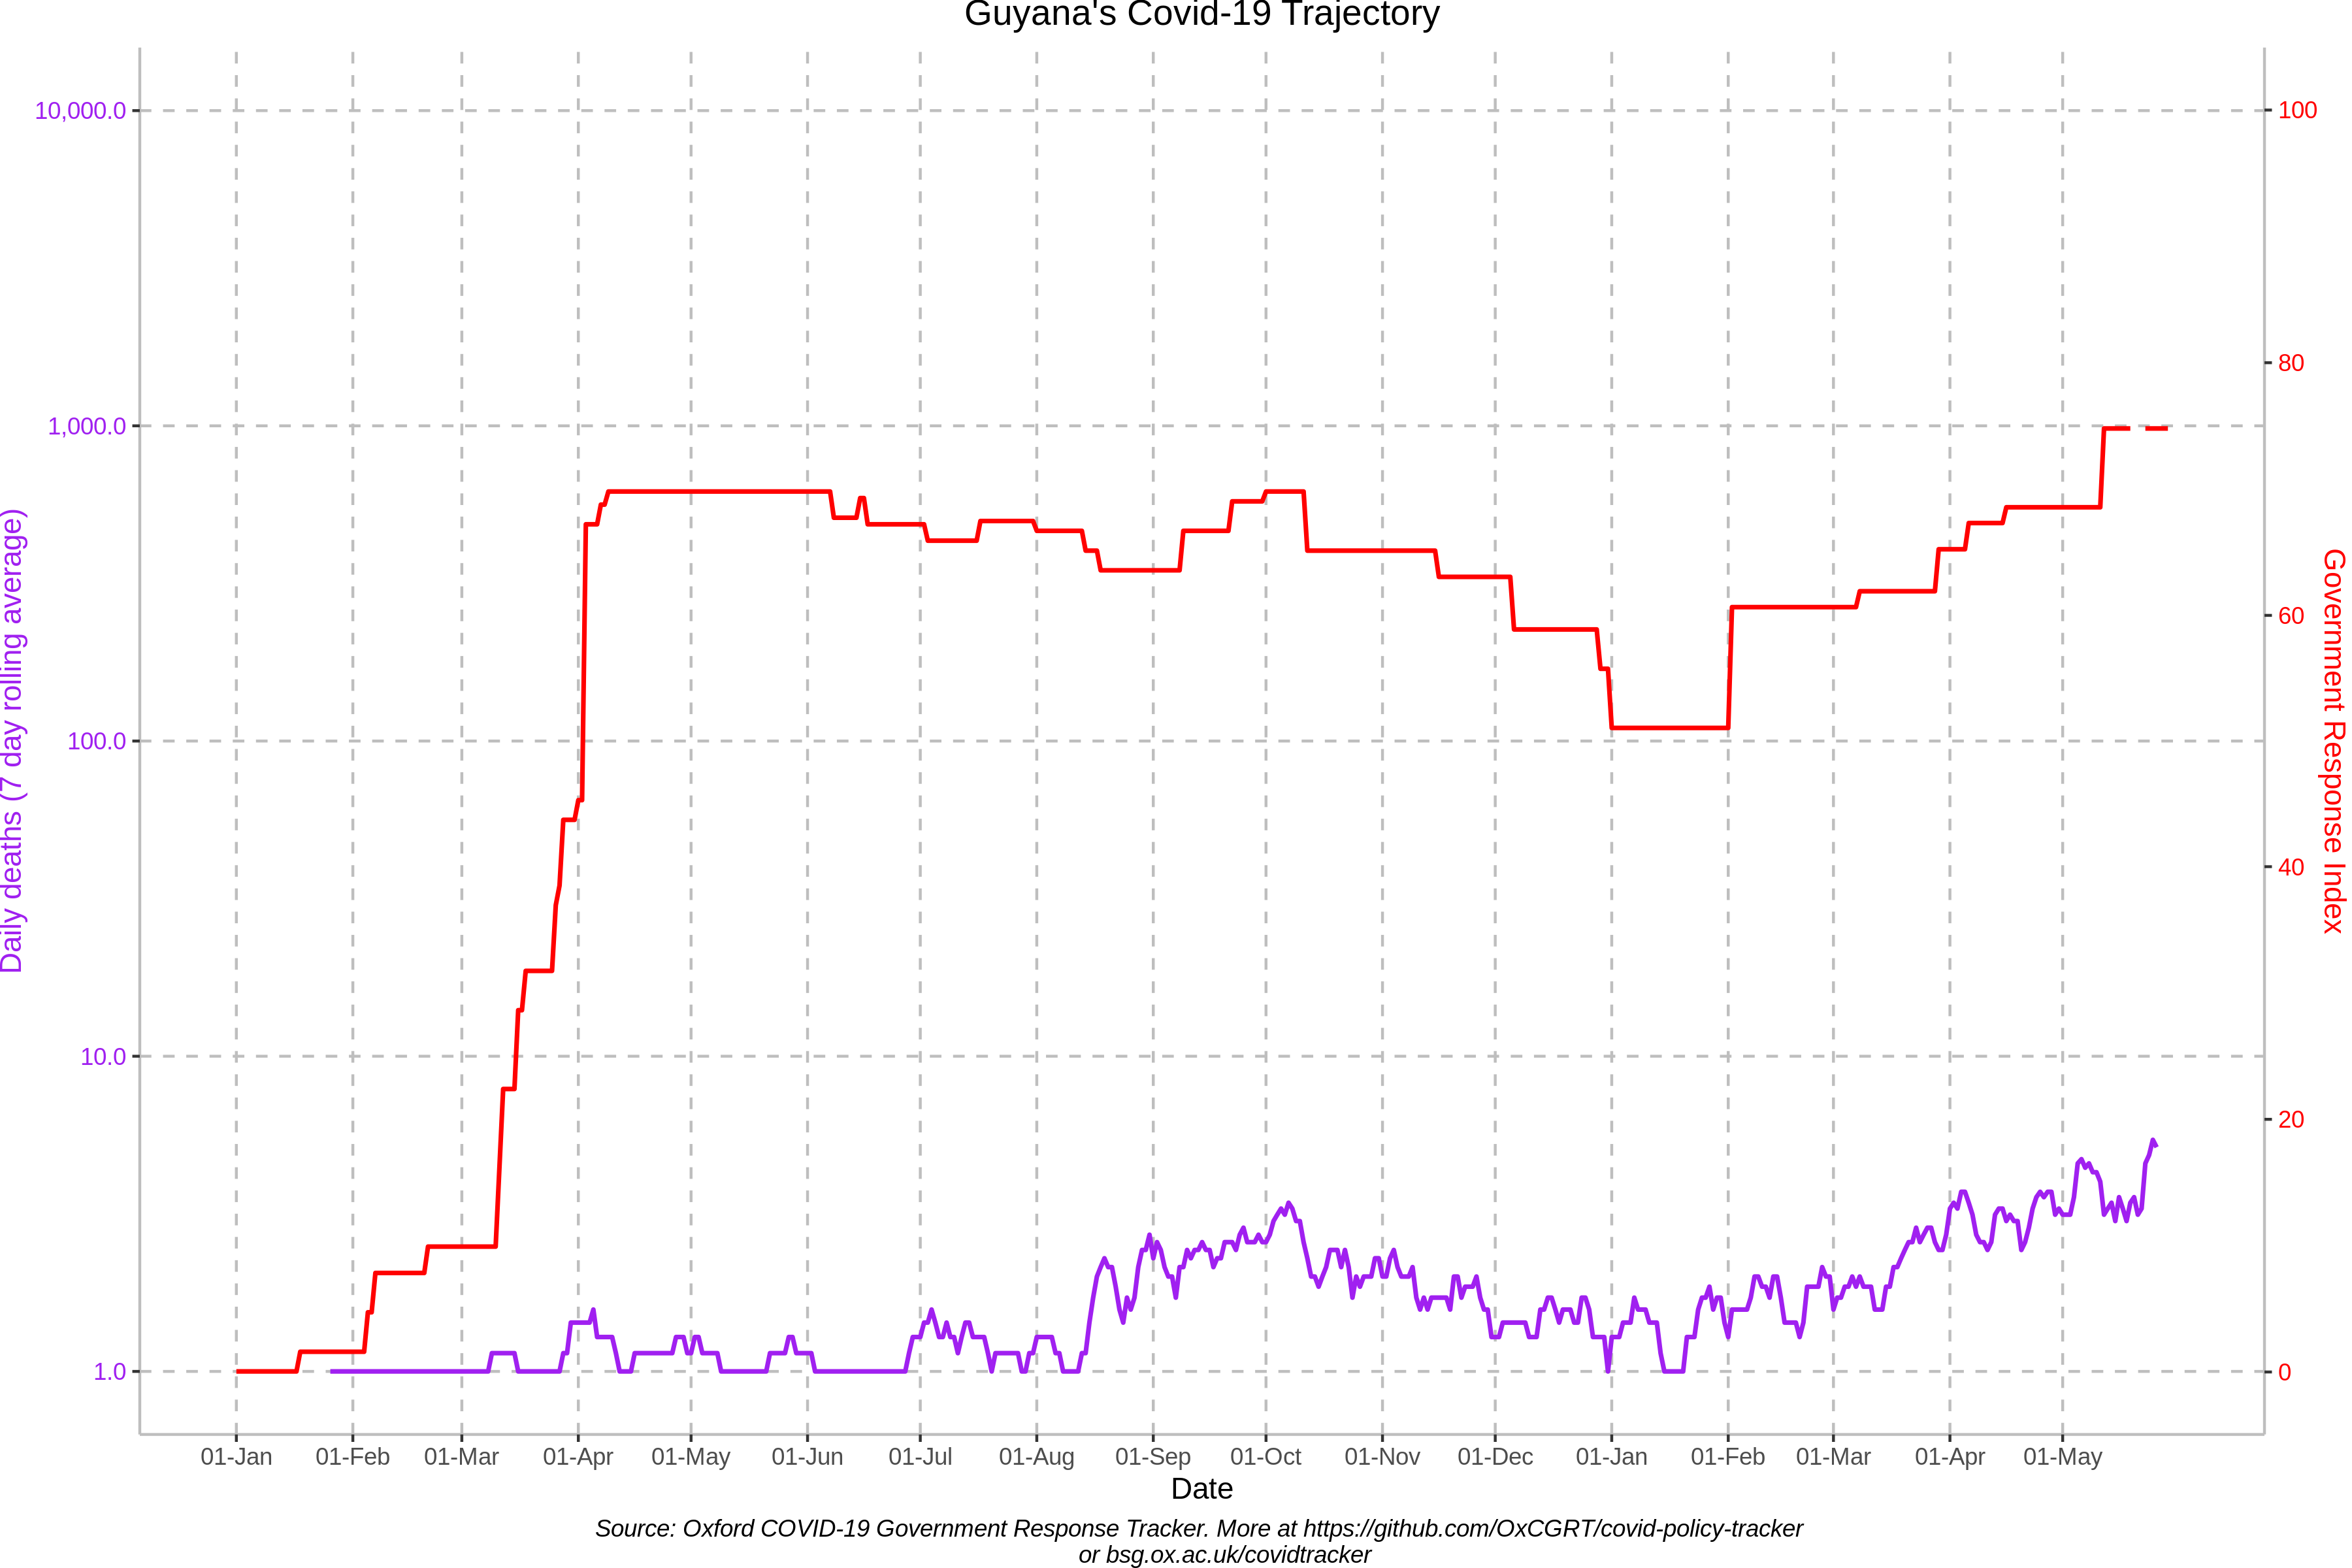 Guyana's Covid-19 Trajectory
10,000.0
1,000.0
100.0
10.0
1.0
Daily deaths (7 day rolling average)
100
80
60
40
20
0
Government Response Index
01-Jan 01-Feb 01-Mar 01-Apr 01-May 01-Jun 01-Jul 01-Aug 01-Sep 01-Oct 01-Nov 01-Dec 01-Jan 01-Feb 01-Mar 01-Apr 01-May
Date
Source: Oxford COVID-19 Government Response Tracker. More at https://github.com/OxCGRT/covid-policy-tracker
or bsg.ox.ac.uk/covidtracker